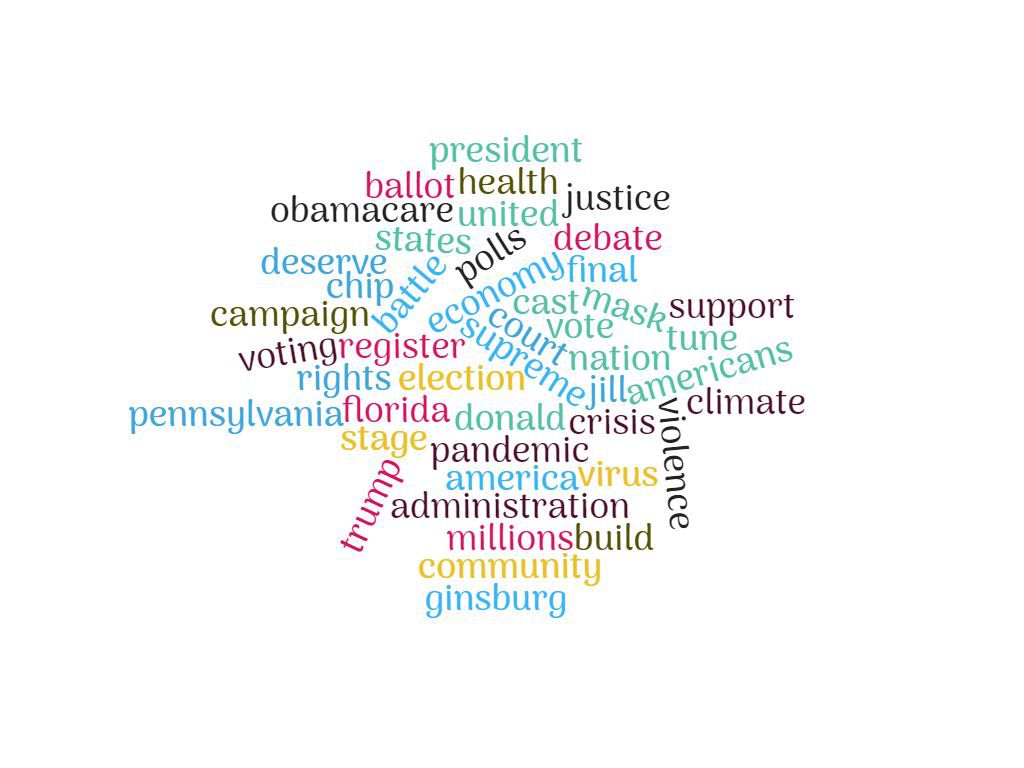 president
ballot health
obamacare united justice
states polls debate
deserve battle economy final
chip cast mask support
campaign court vote tune
voting register supreme nation americans
rights election jill climate
pennsylvania florida donald crisis violence
stage pandemic
trump america virus
administration
millions build
community
ginsburg